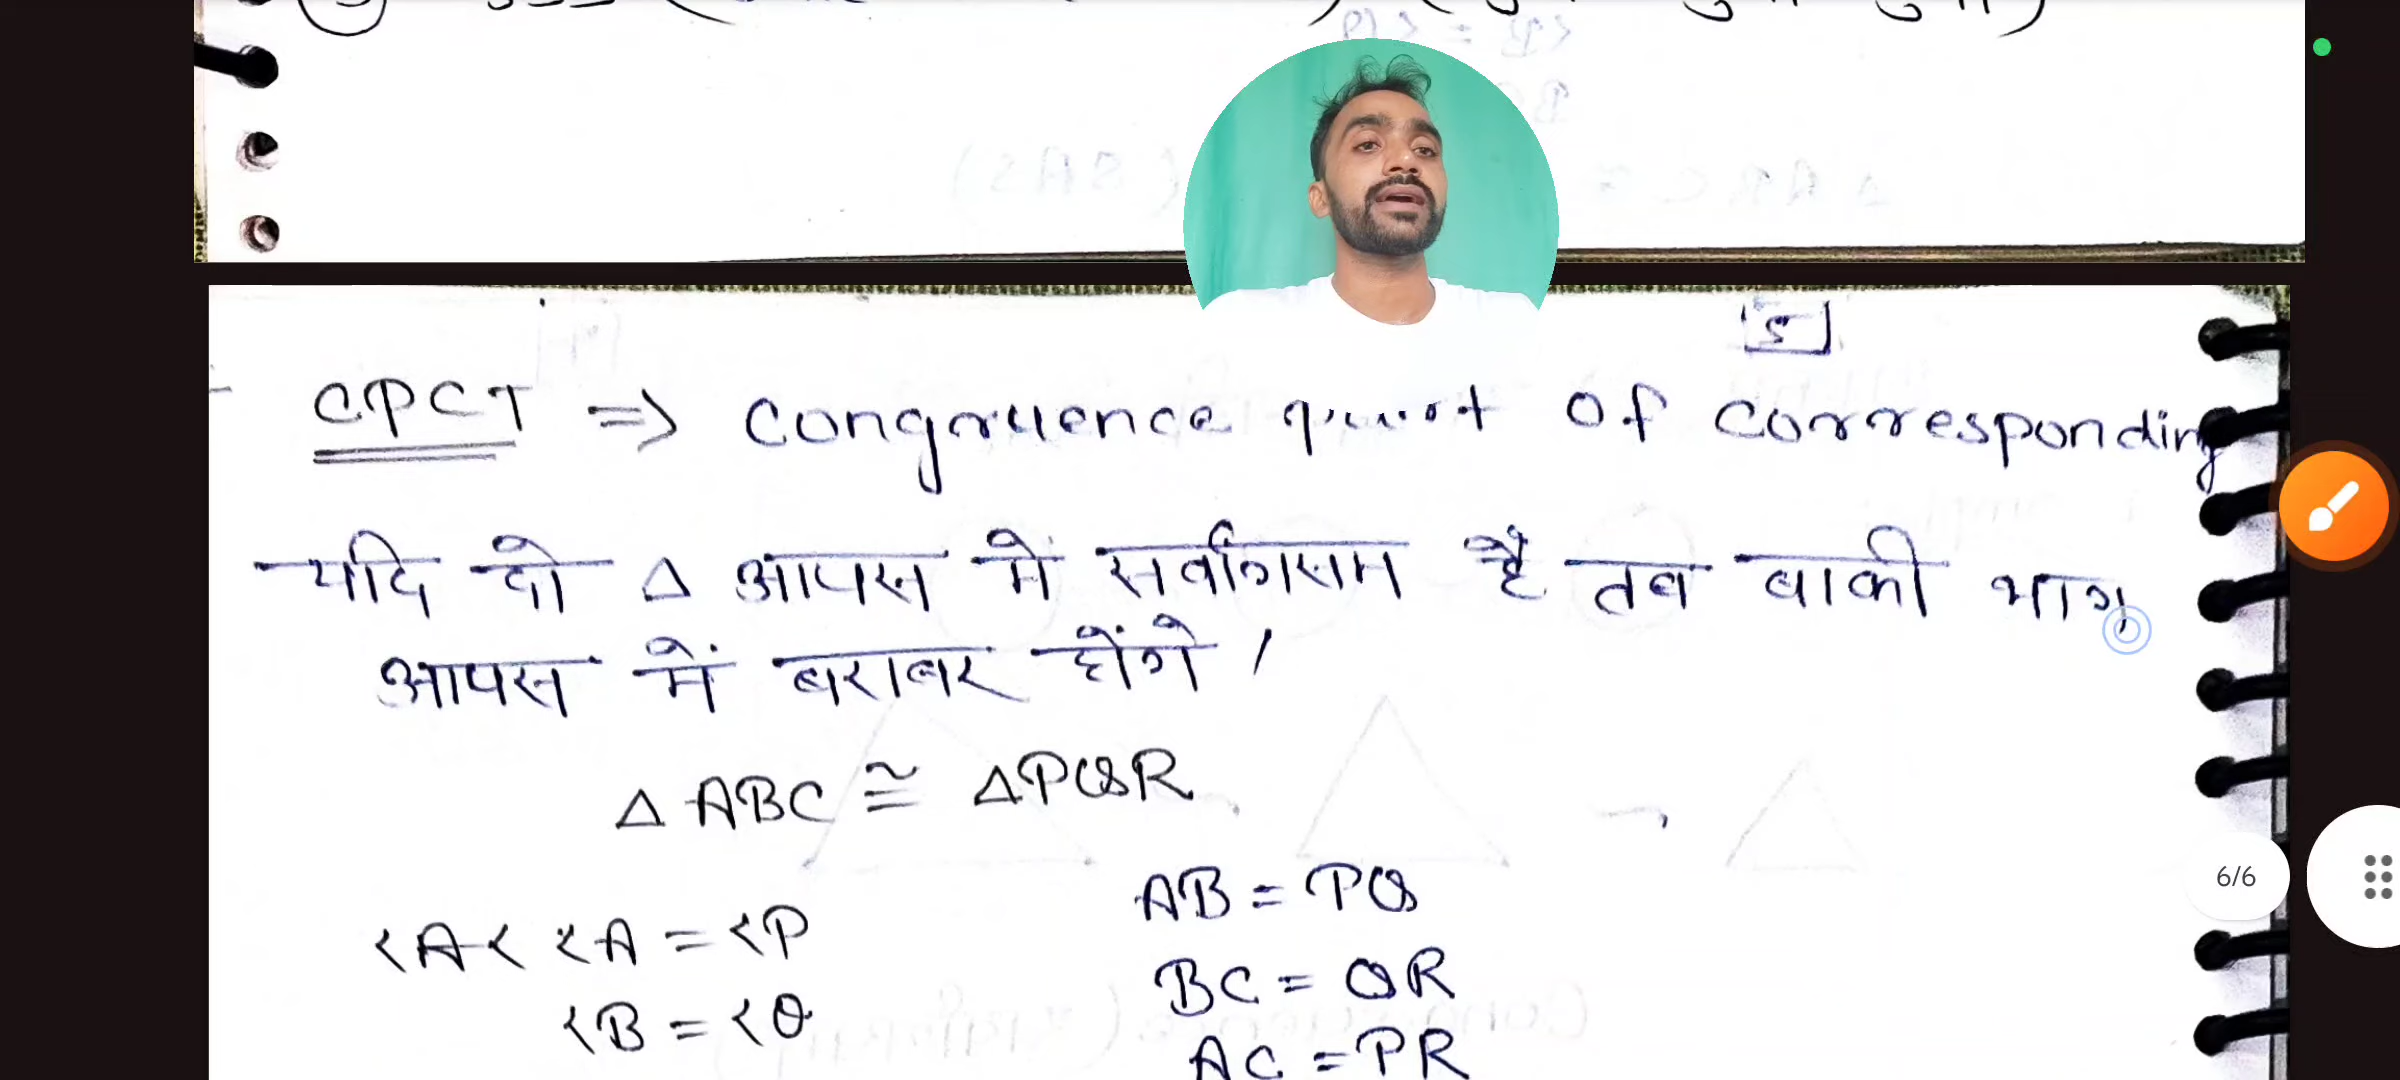 ∠B = ∠Q
5
CPCT => Congruence part of corresponding
यदि दो Δ आपस में सर्वांगसम है तब बाकी भाग
आपस में बराबर होंगे।
Δ ABC ≅ ΔPQR
AB = PQ
∠A< ∠A = ∠P
BC = QR
∠B = ∠Q
AC = PR
6/6